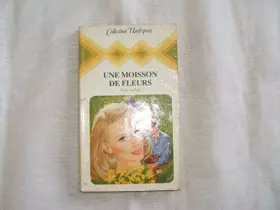 Collection Harlequin
UNE MOISSON
DE FLEURS